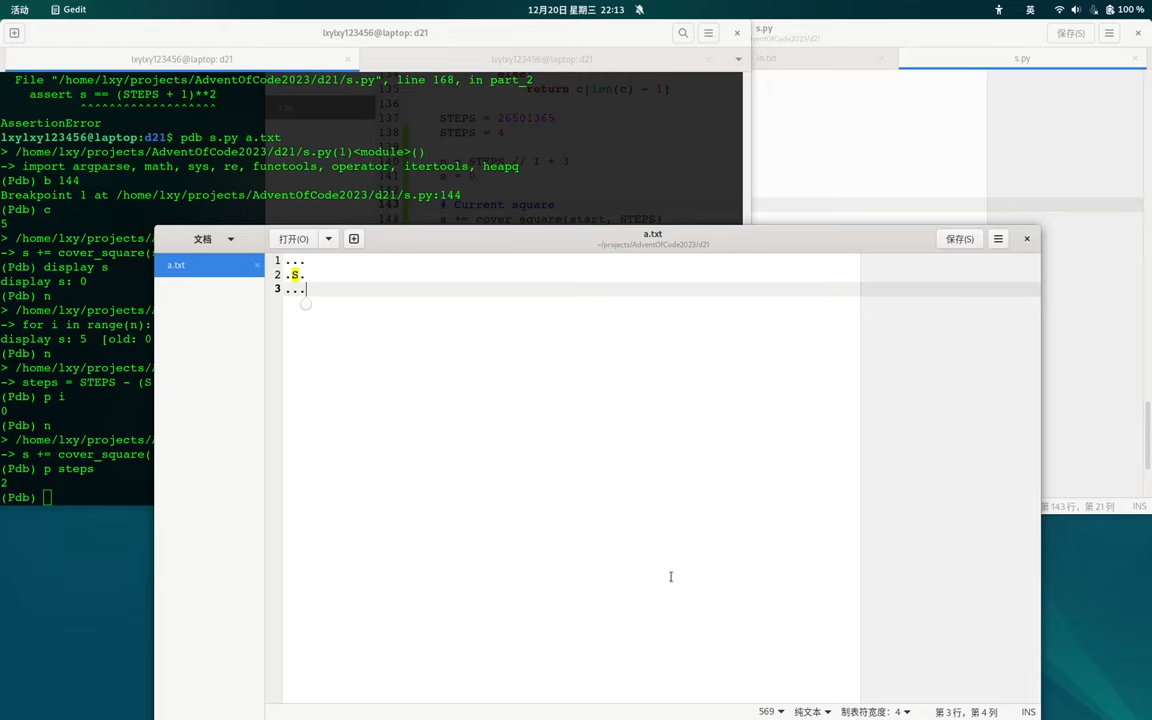 活动
Gedit
12月20日 星期三 22:13
英
100 %
lxylxy123456@laptop: d21
lxylxy123456@laptop: d21
lxylxy123456@laptop: d21
s.py
AdventOfCode2023/d21
保存(S)
in.txt
s.py
File "/home/lxy/projects/AdventOfCode2023/d21/s.py", line 168, in part_2
assert s == (STEPS + 1)**2
^^^^^^^^^^^^^^^^^^^
AssertionError
lxylxy123456@laptop:d21$ pdb s.py a.txt
> /home/lxy/projects/AdventOfCode2023/d21/s.py(1)<module>()
-> import argparse, math, sys, re, functools, operator, itertools, heapq
(Pdb) b 144
Breakpoint 1 at /home/lxy/projects/AdventOfCode2023/d21/s.py:144
(Pdb) c
5
> /home/lxy/projects/
-> s += cover_square(s
(Pdb) display s
display s: 0
(Pdb) n
> /home/lxy/projects/
-> for i in range(n):
display s: 5  [old: 0
(Pdb) n
> /home/lxy/projects/
-> steps = STEPS - (S
(Pdb) p i
0
(Pdb) n
> /home/lxy/projects/
-> s += cover_square(
(Pdb) p steps
2
(Pdb)
s.py
135 return c[len(c) - 1]
136
137 STEPS = 26501365
138 STEPS = 4
n = STEPS // I + 3
s = 0
# Current square
144 s += cover_square(start, STEPS)
文档
打开(O)
a.txt
~/projects/AdventOfCode2023/d21
保存(S)
a.txt
1 ...
2 .S.
3 ...
第 143 行，第 21 列
INS
569
纯文本
制表符宽度：4
第 3 行，第 4 列
INS